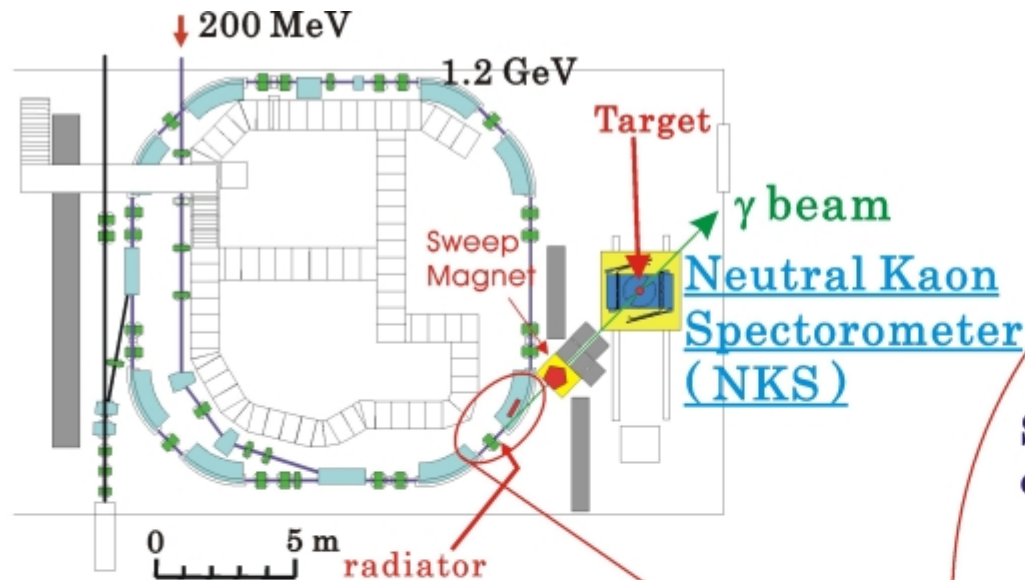 200 MeV
1.2 GeV
Target
γ beam
Sweep
Magnet
Neutral Kaon
Spectorometer
( NKS )
0 5 m
radiator